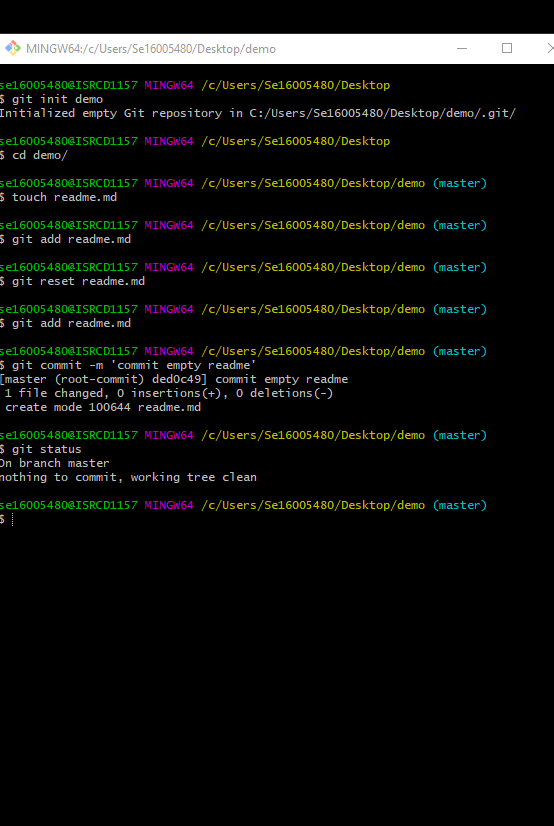 MINGW64:/c/Users/Se16005480/Desktop/demo
se16005480@ISRCD1157 MINGW64 /c/Users/Se16005480/Desktop
$ git init demo
Initialized empty Git repository in C:/Users/Se16005480/Desktop/demo/.git/
se16005480@ISRCD1157 MINGW64 /c/Users/Se16005480/Desktop
$ cd demo/
se16005480@ISRCD1157 MINGW64 /c/Users/Se16005480/Desktop/demo (master)
$ touch readme.md
se16005480@ISRCD1157 MINGW64 /c/Users/Se16005480/Desktop/demo (master)
$ git add readme.md
se16005480@ISRCD1157 MINGW64 /c/Users/Se16005480/Desktop/demo (master)
$ git reset readme.md
se16005480@ISRCD1157 MINGW64 /c/Users/Se16005480/Desktop/demo (master)
$ git add readme.md
se16005480@ISRCD1157 MINGW64 /c/Users/Se16005480/Desktop/demo (master)
$ git commit -m 'commit empty readme'
[master (root-commit) ded0c49] commit empty readme
1 file changed, 0 insertions(+), 0 deletions(-)
create mode 100644 readme.md
se16005480@ISRCD1157 MINGW64 /c/Users/Se16005480/Desktop/demo (master)
$ git status
On branch master
nothing to commit, working tree clean
se16005480@ISRCD1157 MINGW64 /c/Users/Se16005480/Desktop/demo (master)
$